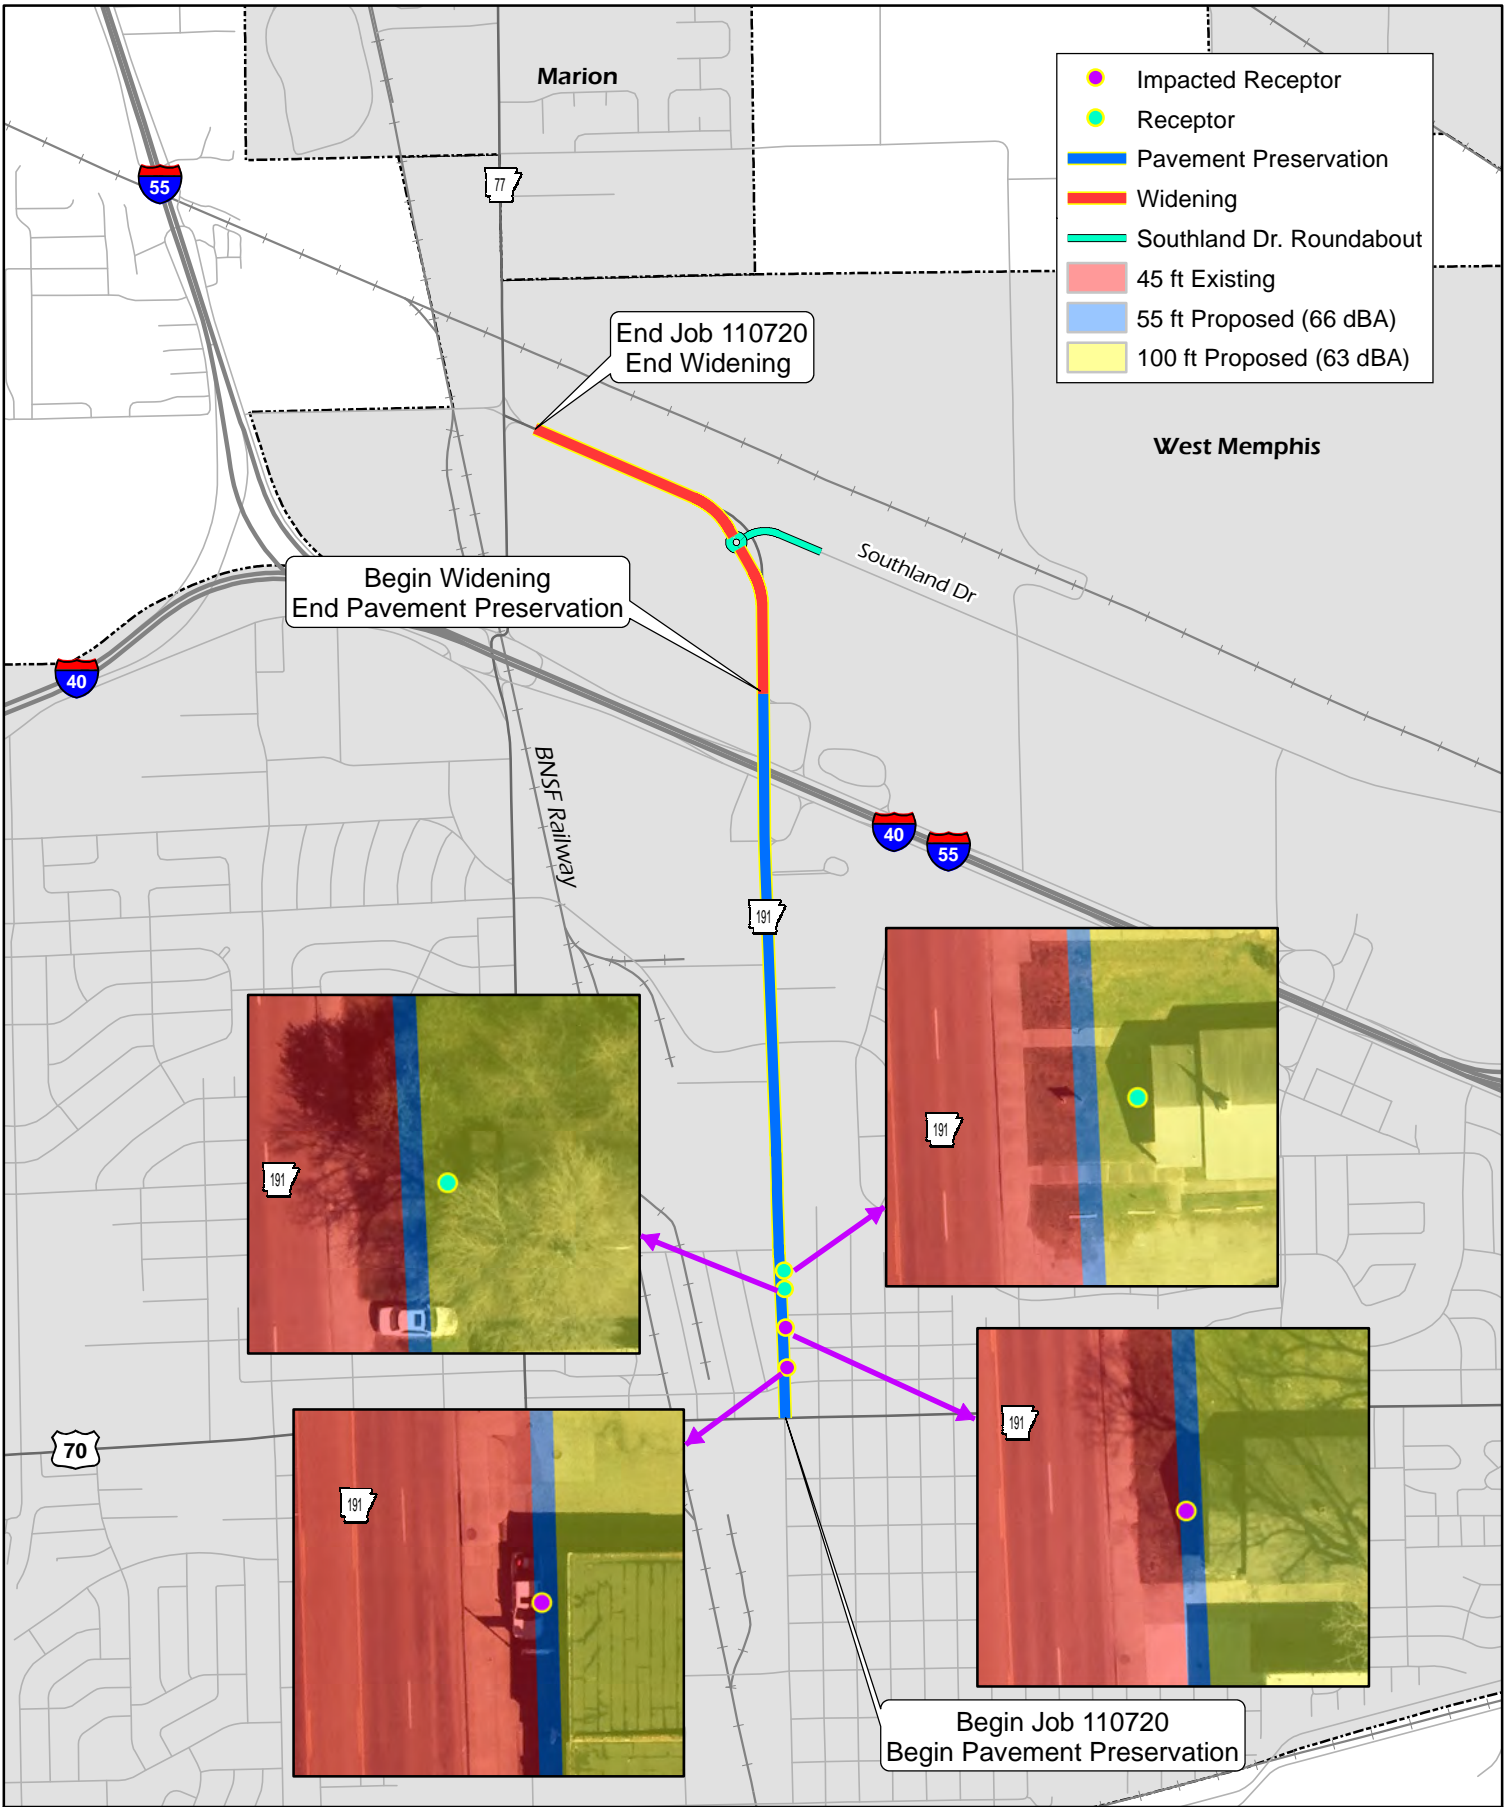 Marion
Impacted Receptor
Receptor
Pavement Preservation
Widening
Southland Dr. Roundabout
45 ft Existing
55 ft Proposed (66 dBA)
100 ft Proposed (63 dBA)
55
77
End Job 110720
End Widening
West Memphis
Southland Dr
Begin Widening
End Pavement Preservation
40
BNSF Railway
40
55
191
191
191
191
70
191
Begin Job 110720
Begin Pavement Preservation